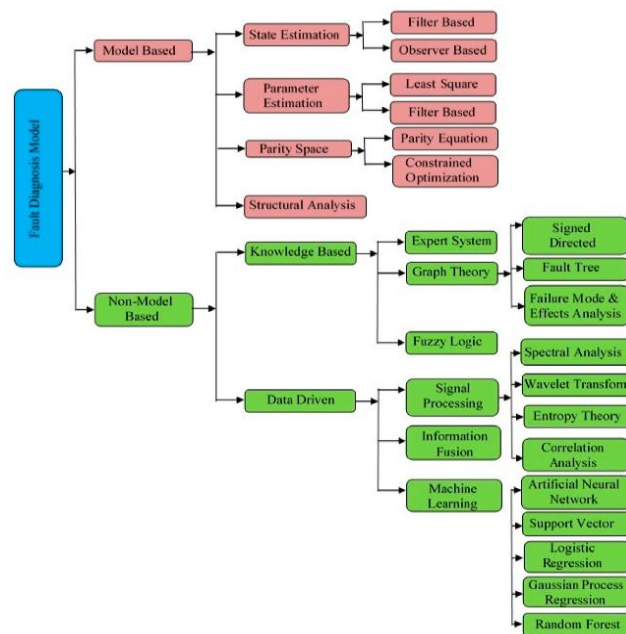 Fault Diagnosis Model
Model Based
State Estimation
Filter Based
Observer Based
Parameter
Estimation
Least Square
Filter Based
Parity Space
Parity Equation
Constrained
Optimization
Structural Analysis
Non-Model
Based
Knowledge Based
Expert System
Graph Theory
Signed
Directed
Fault Tree
Failure Mode &
Effects Analysis
Fuzzy Logic
Data Driven
Signal
Processing
Spectral Analysis
Wavelet Transform
Entropy Theory
Correlation
Analysis
Information
Fusion
Machine
Learning
Artificial Neural
Network
Support Vector
Logistic
Regression
Gaussian Process
Regression
Random Forest